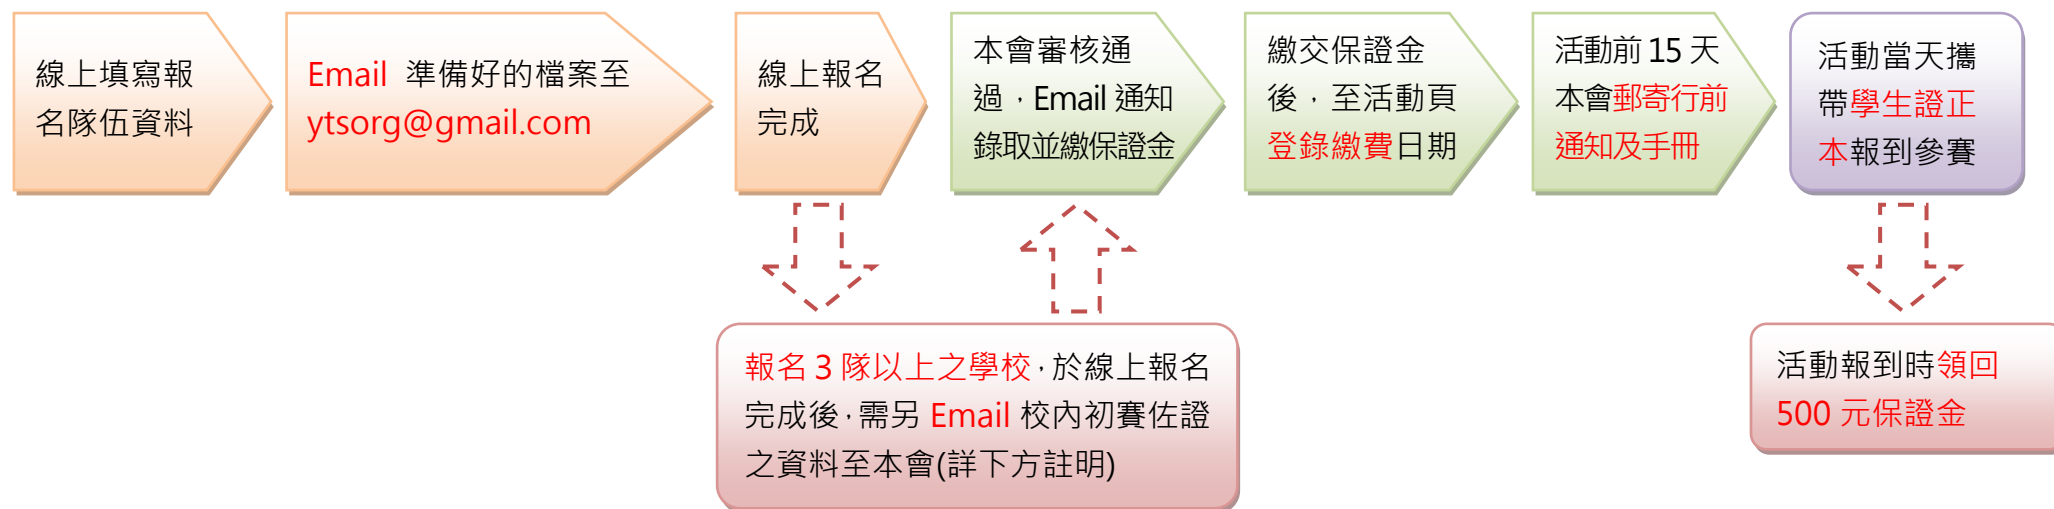 線上填寫報
名隊伍資料
Email 準備好的檔案至
ytsorg@gmail.com
線上報名
完成
本會審核通
過，Email 通知
錄取並繳保證金
繳交保證金
後，至活動頁
登錄繳費日期
活動前 15 天
本會郵寄行前
通知及手冊
活動當天攜
帶學生證正
本報到參賽
報名 3 隊以上之學校，於線上報名
完成後，需另 Email 校內初賽佐證
之資料至本會(詳下方註明)
活動報到時領回
500 元保證金